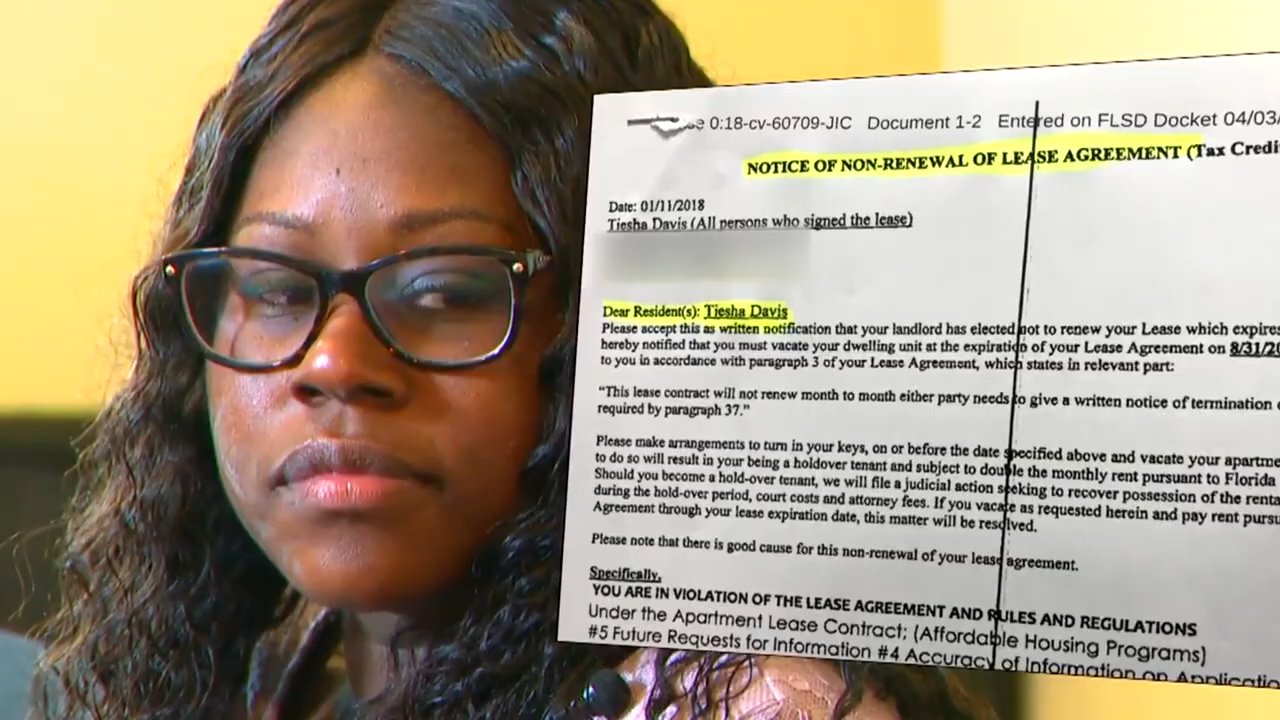 0:18-cv-60709-JIC Document 1-2 Entered on FLSD Docket 04/03/
NOTICE OF NON-RENEWAL OF LEASE AGREEMENT (Tax Credi
Date: 01/11/2018
Tiesha Davis (All persons who signed the lease)
Dear Resident(s): Tiesha Davis
Please accept this as written notification that your landlord has elected not to renew your Lease which expires
hereby notified that you must vacate your dwelling unit at the expiration of your Lease Agreement on 8/31/20
to you in accordance with paragraph 3 of your Lease Agreement, which states in relevant part:
“This lease contract will not renew month to month either party needs to give a written notice of termination
required by paragraph 37.”
Please make arrangements to turn in your keys, on or before the date specified above and vacate your apartme
to do so will result in your being a holdover tenant and subject to double the monthly rent pursuant to Florida
Should you become a hold-over tenant, we will file a judicial action seeking to recover possession of the renta
during the hold-over period, court costs and attorney fees. If you vacate as requested herein and pay rent pursu
Agreement through your lease expiration date, this matter will be resolved.
Please note that there is good cause for this non-renewal of your lease agreement.
Specifically,
YOU ARE IN VIOLATION OF THE LEASE AGREEMENT AND RULES AND REGULATIONS
Under the Apartment Lease Contract; (Affordable Housing Programs)
#5 Future Requests for Information #4 Accuracy of Information on Applicatio